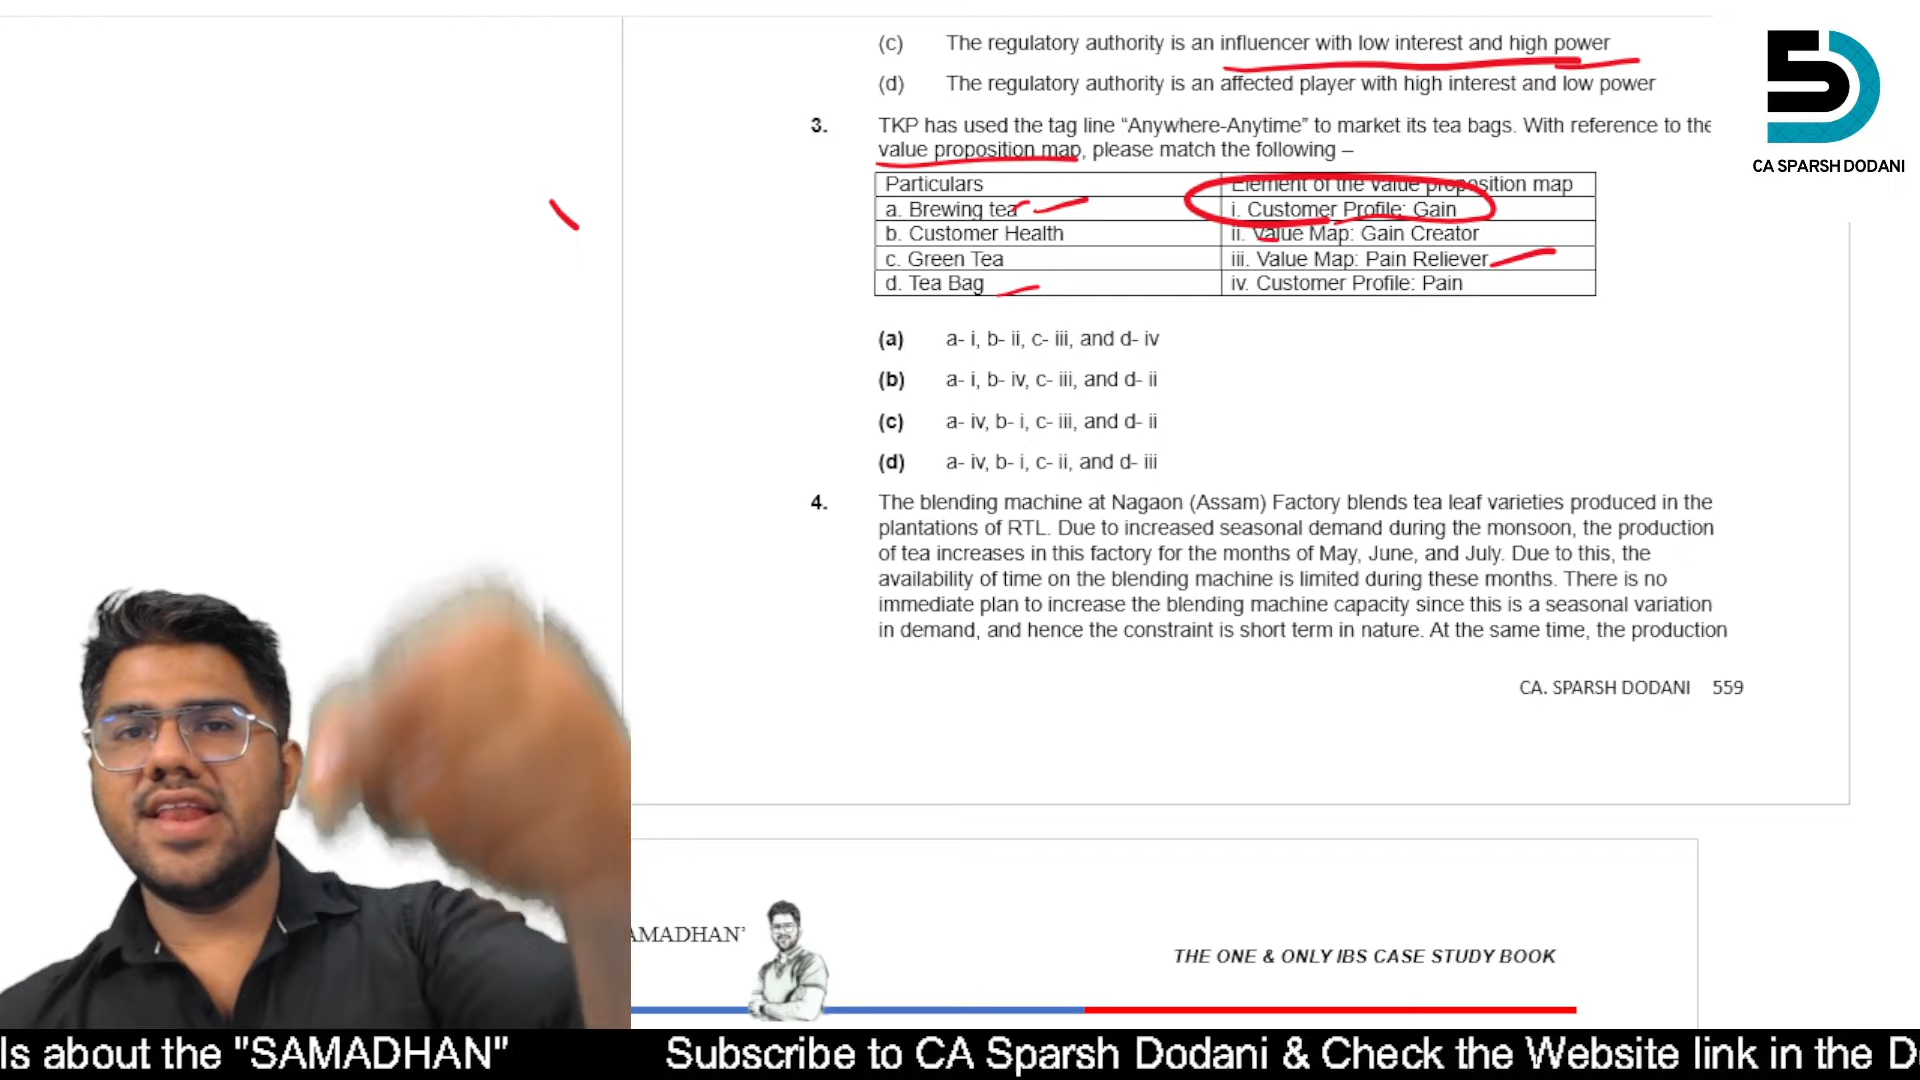 (c) The regulatory authority is an influencer with low interest and high power
(d) The regulatory authority is an affected player with high interest and low power
CA SPARSH DODANI
3. TKP has used the tag line “Anywhere-Anytime” to market its tea bags. With reference to the
value proposition map, please match the following –
Particulars Element of the value proposition map
a. Brewing tea i. Customer Profile: Gain
b. Customer Health ii. Value Map: Gain Creator
c. Green Tea iii. Value Map: Pain Reliever
d. Tea Bag iv. Customer Profile: Pain
(a) a- i, b- ii, c- iii, and d- iv
(b) a- i, b- iv, c- iii, and d- ii
(c) a- iv, b- i, c- iii, and d- ii
(d) a- iv, b- i, c- ii, and d- iii
4. The blending machine at Nagaon (Assam) Factory blends tea leaf varieties produced in the
plantations of RTL. Due to increased seasonal demand during the monsoon, the production
of tea increases in this factory for the months of May, June, and July. Due to this, the
availability of time on the blending machine is limited during these months. There is no
immediate plan to increase the blending machine capacity since this is a seasonal variation
in demand, and hence the constraint is short term in nature. At the same time, the production
CA. SPARSH DODANI 559
AMADHAN’
THE ONE & ONLY IBS CASE STUDY BOOK
ls about the "SAMADHAN" Subscribe to CA Sparsh Dodani & Check the Website link in the D